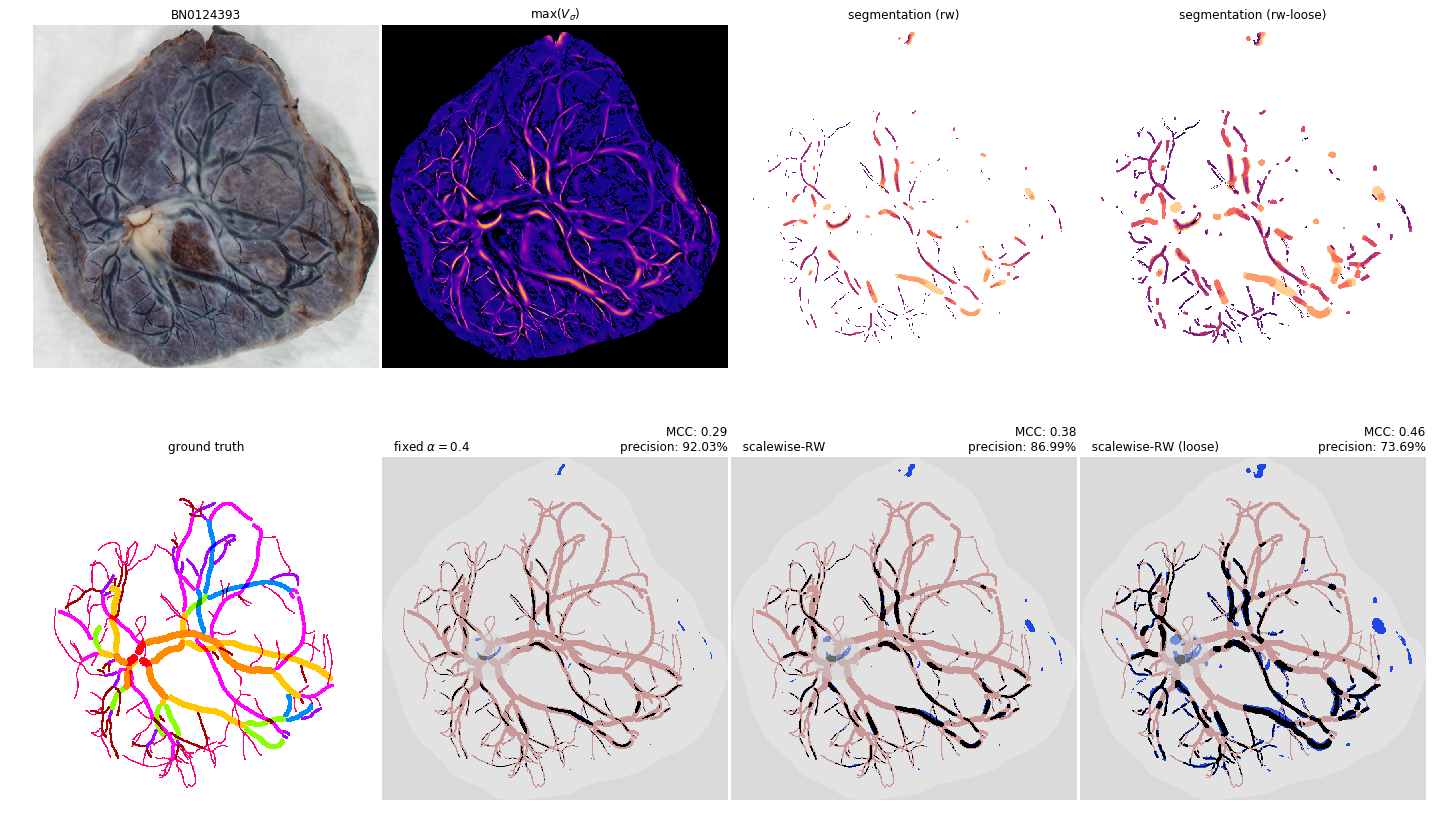 BN0124393
max(V_σ)
segmentation (rw)
segmentation (rw-loose)
ground truth
fixed α = 0.4
MCC: 0.29
precision: 92.03%
scalewise-RW
MCC: 0.38
precision: 86.99%
scalewise-RW (loose)
MCC: 0.46
precision: 73.69%